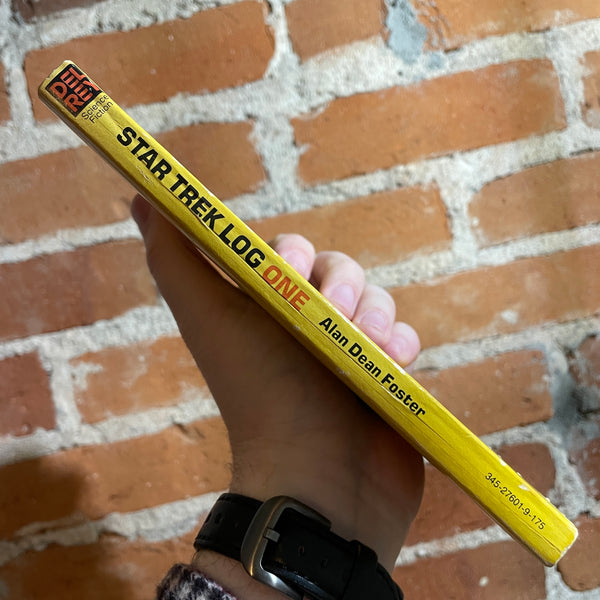 DEL
REY
Science
Fiction
STAR TREK LOG ONE
Alan Dean Foster
345-27601-9-175